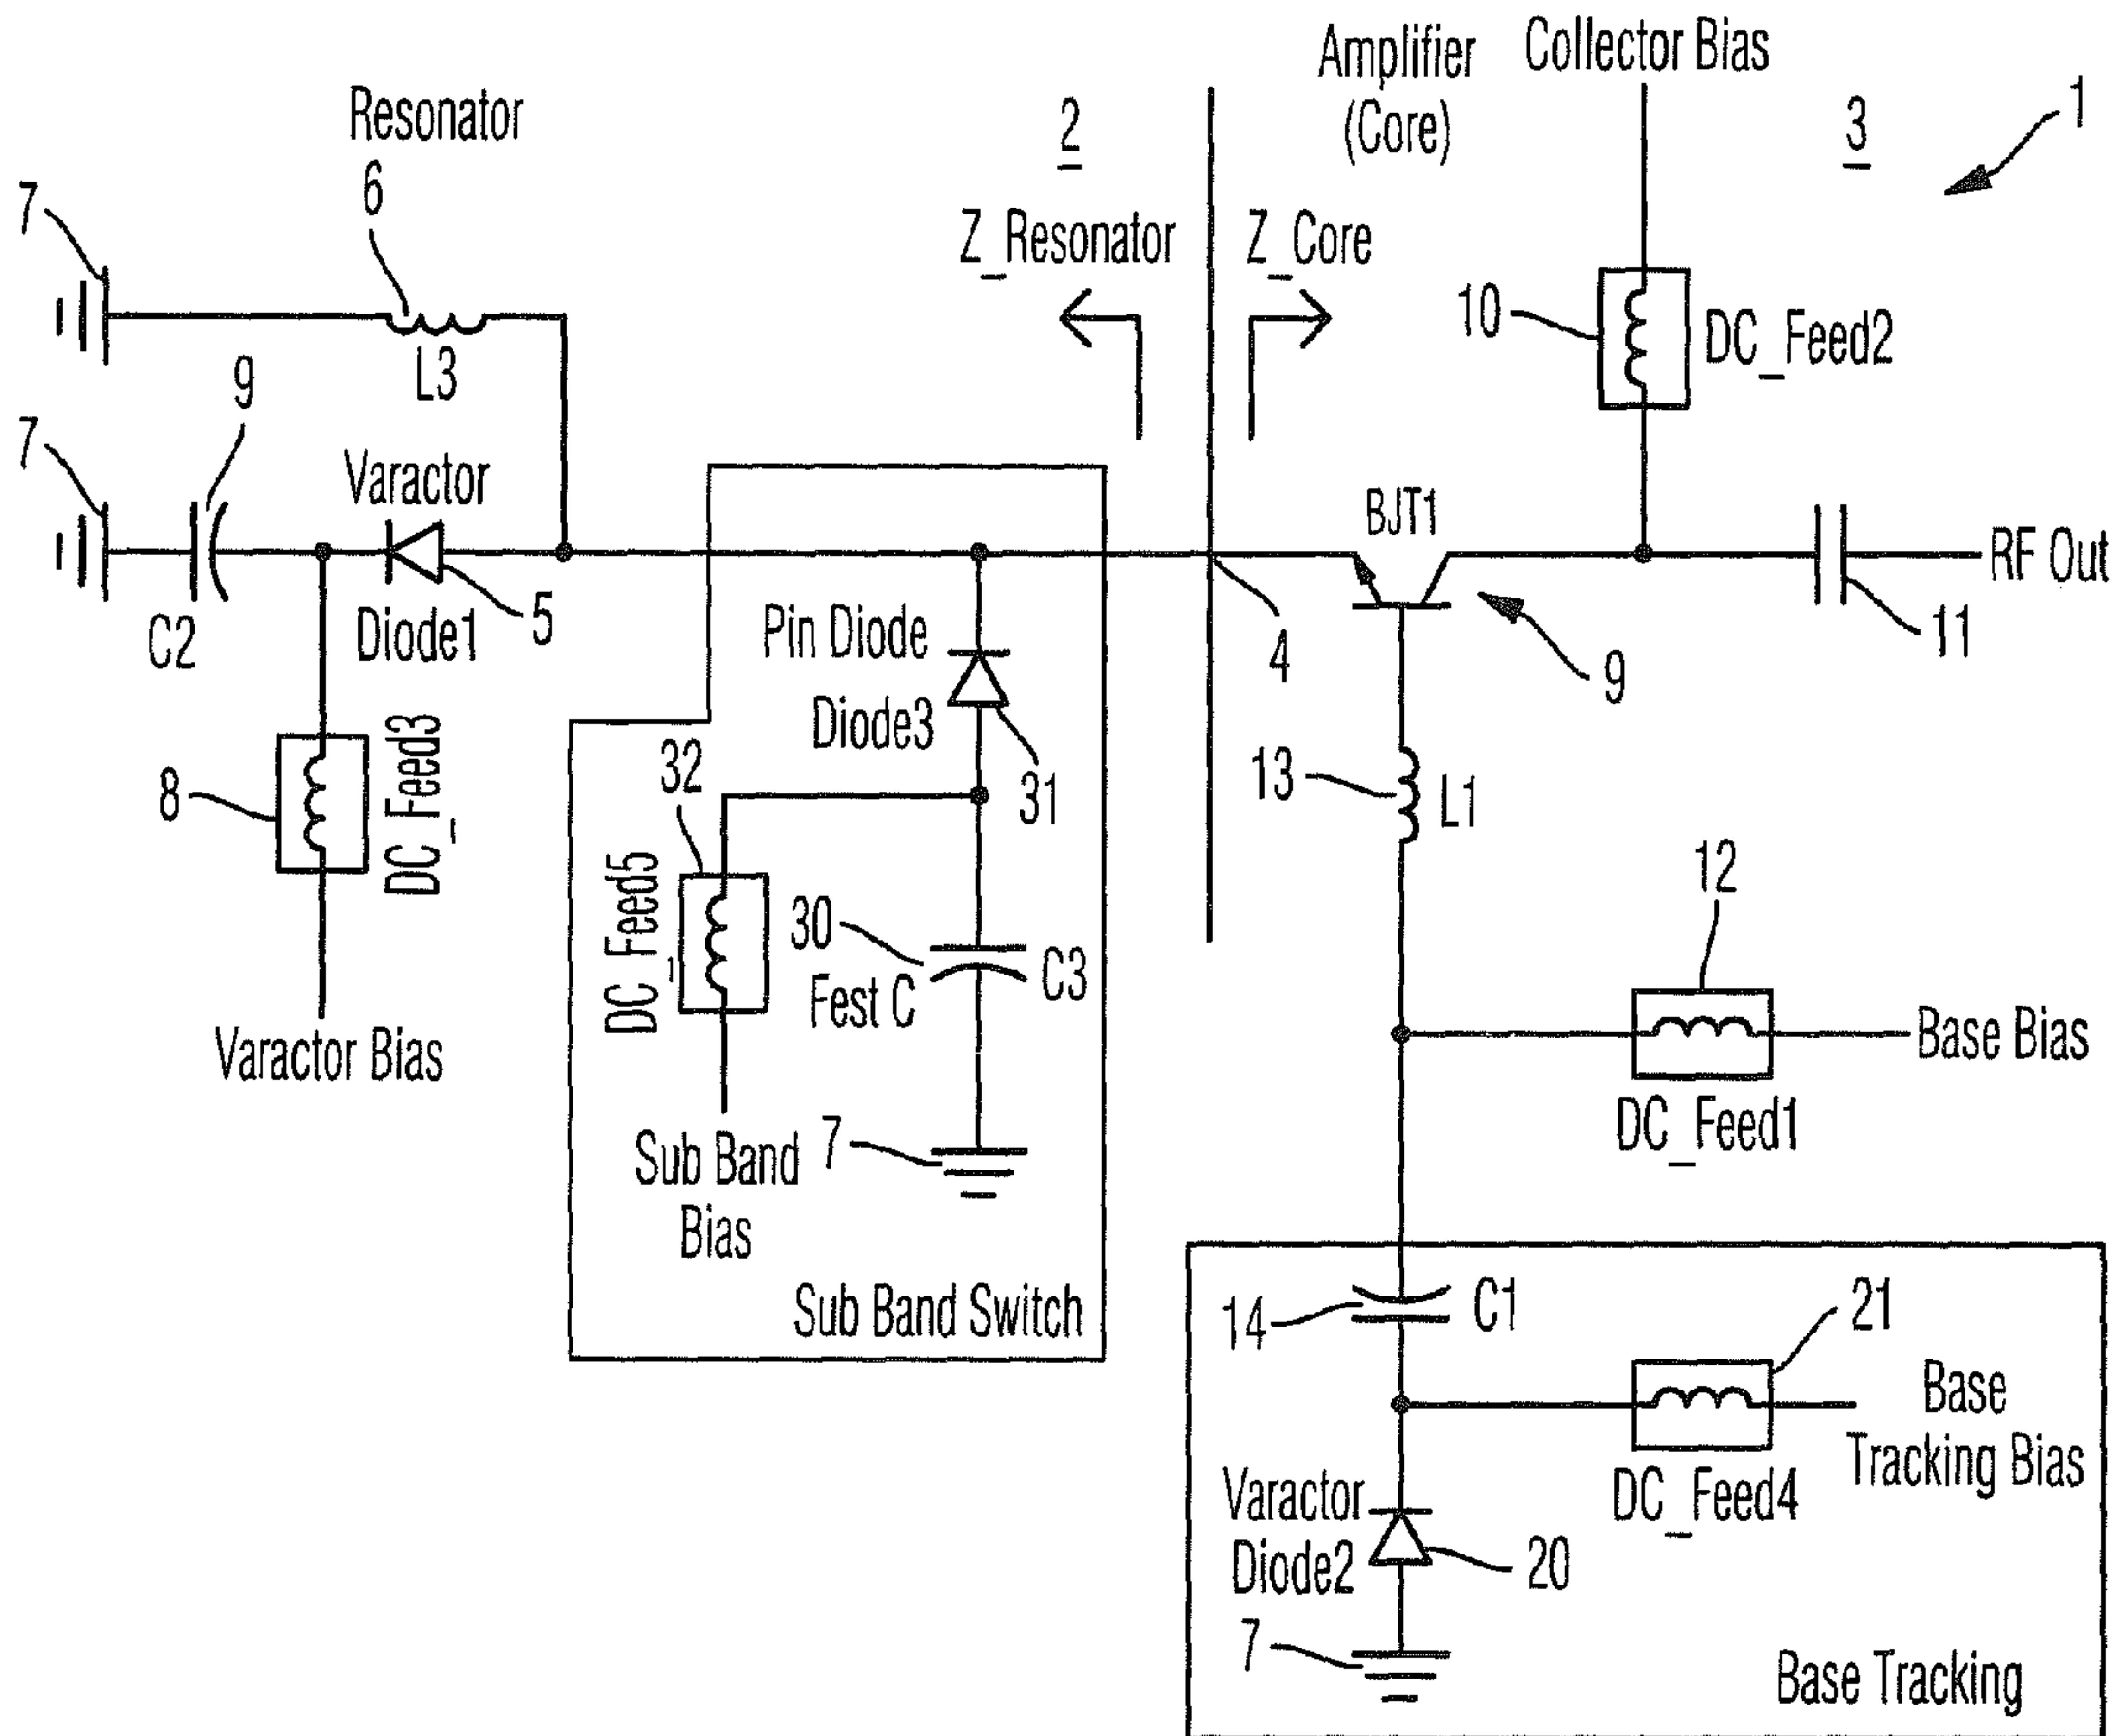 Amplifier
(Core)
Collector Bias
Resonator
2
3
1
6
7
Z_Resonator
Z_Core
10
DC_Feed2
L3
9
7
Varactor
BJT1
RF Out
C2
Diode1
5
Pin Diode
Diode3
4
9
11
8
DC_Feed3
32
31
13
L1
12
DC_Feed5
30
Fest C
C3
Varactor Bias
Base Bias
DC_Feed1
Sub Band
Bias
7
Sub Band Switch
14
C1
21
Base
Tracking Bias
DC_Feed4
Varactor
Diode2
20
7
Base Tracking